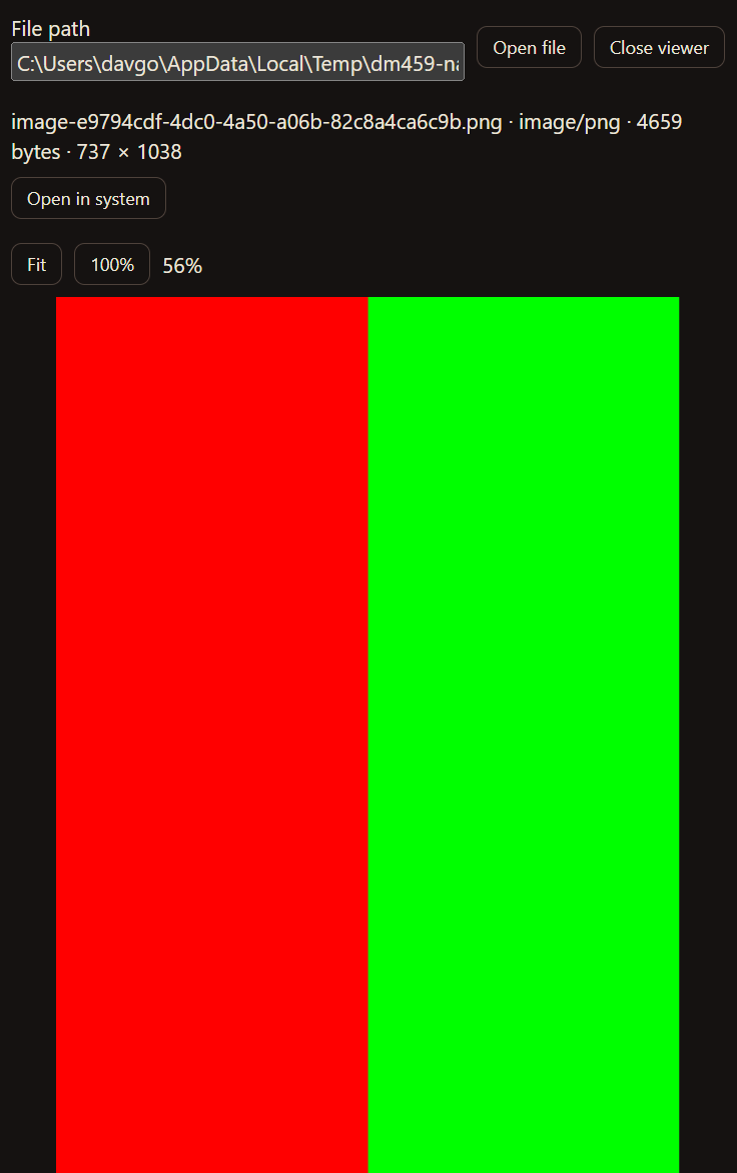 File path
C:\Users\davgo\AppData\Local\Temp\dm459-na
Open file
Close viewer
image-e9794cdf-4dc0-4a50-a06b-82c8a4ca6c9b.png · image/png · 4659
bytes · 737 × 1038
Open in system
Fit
100%
56%